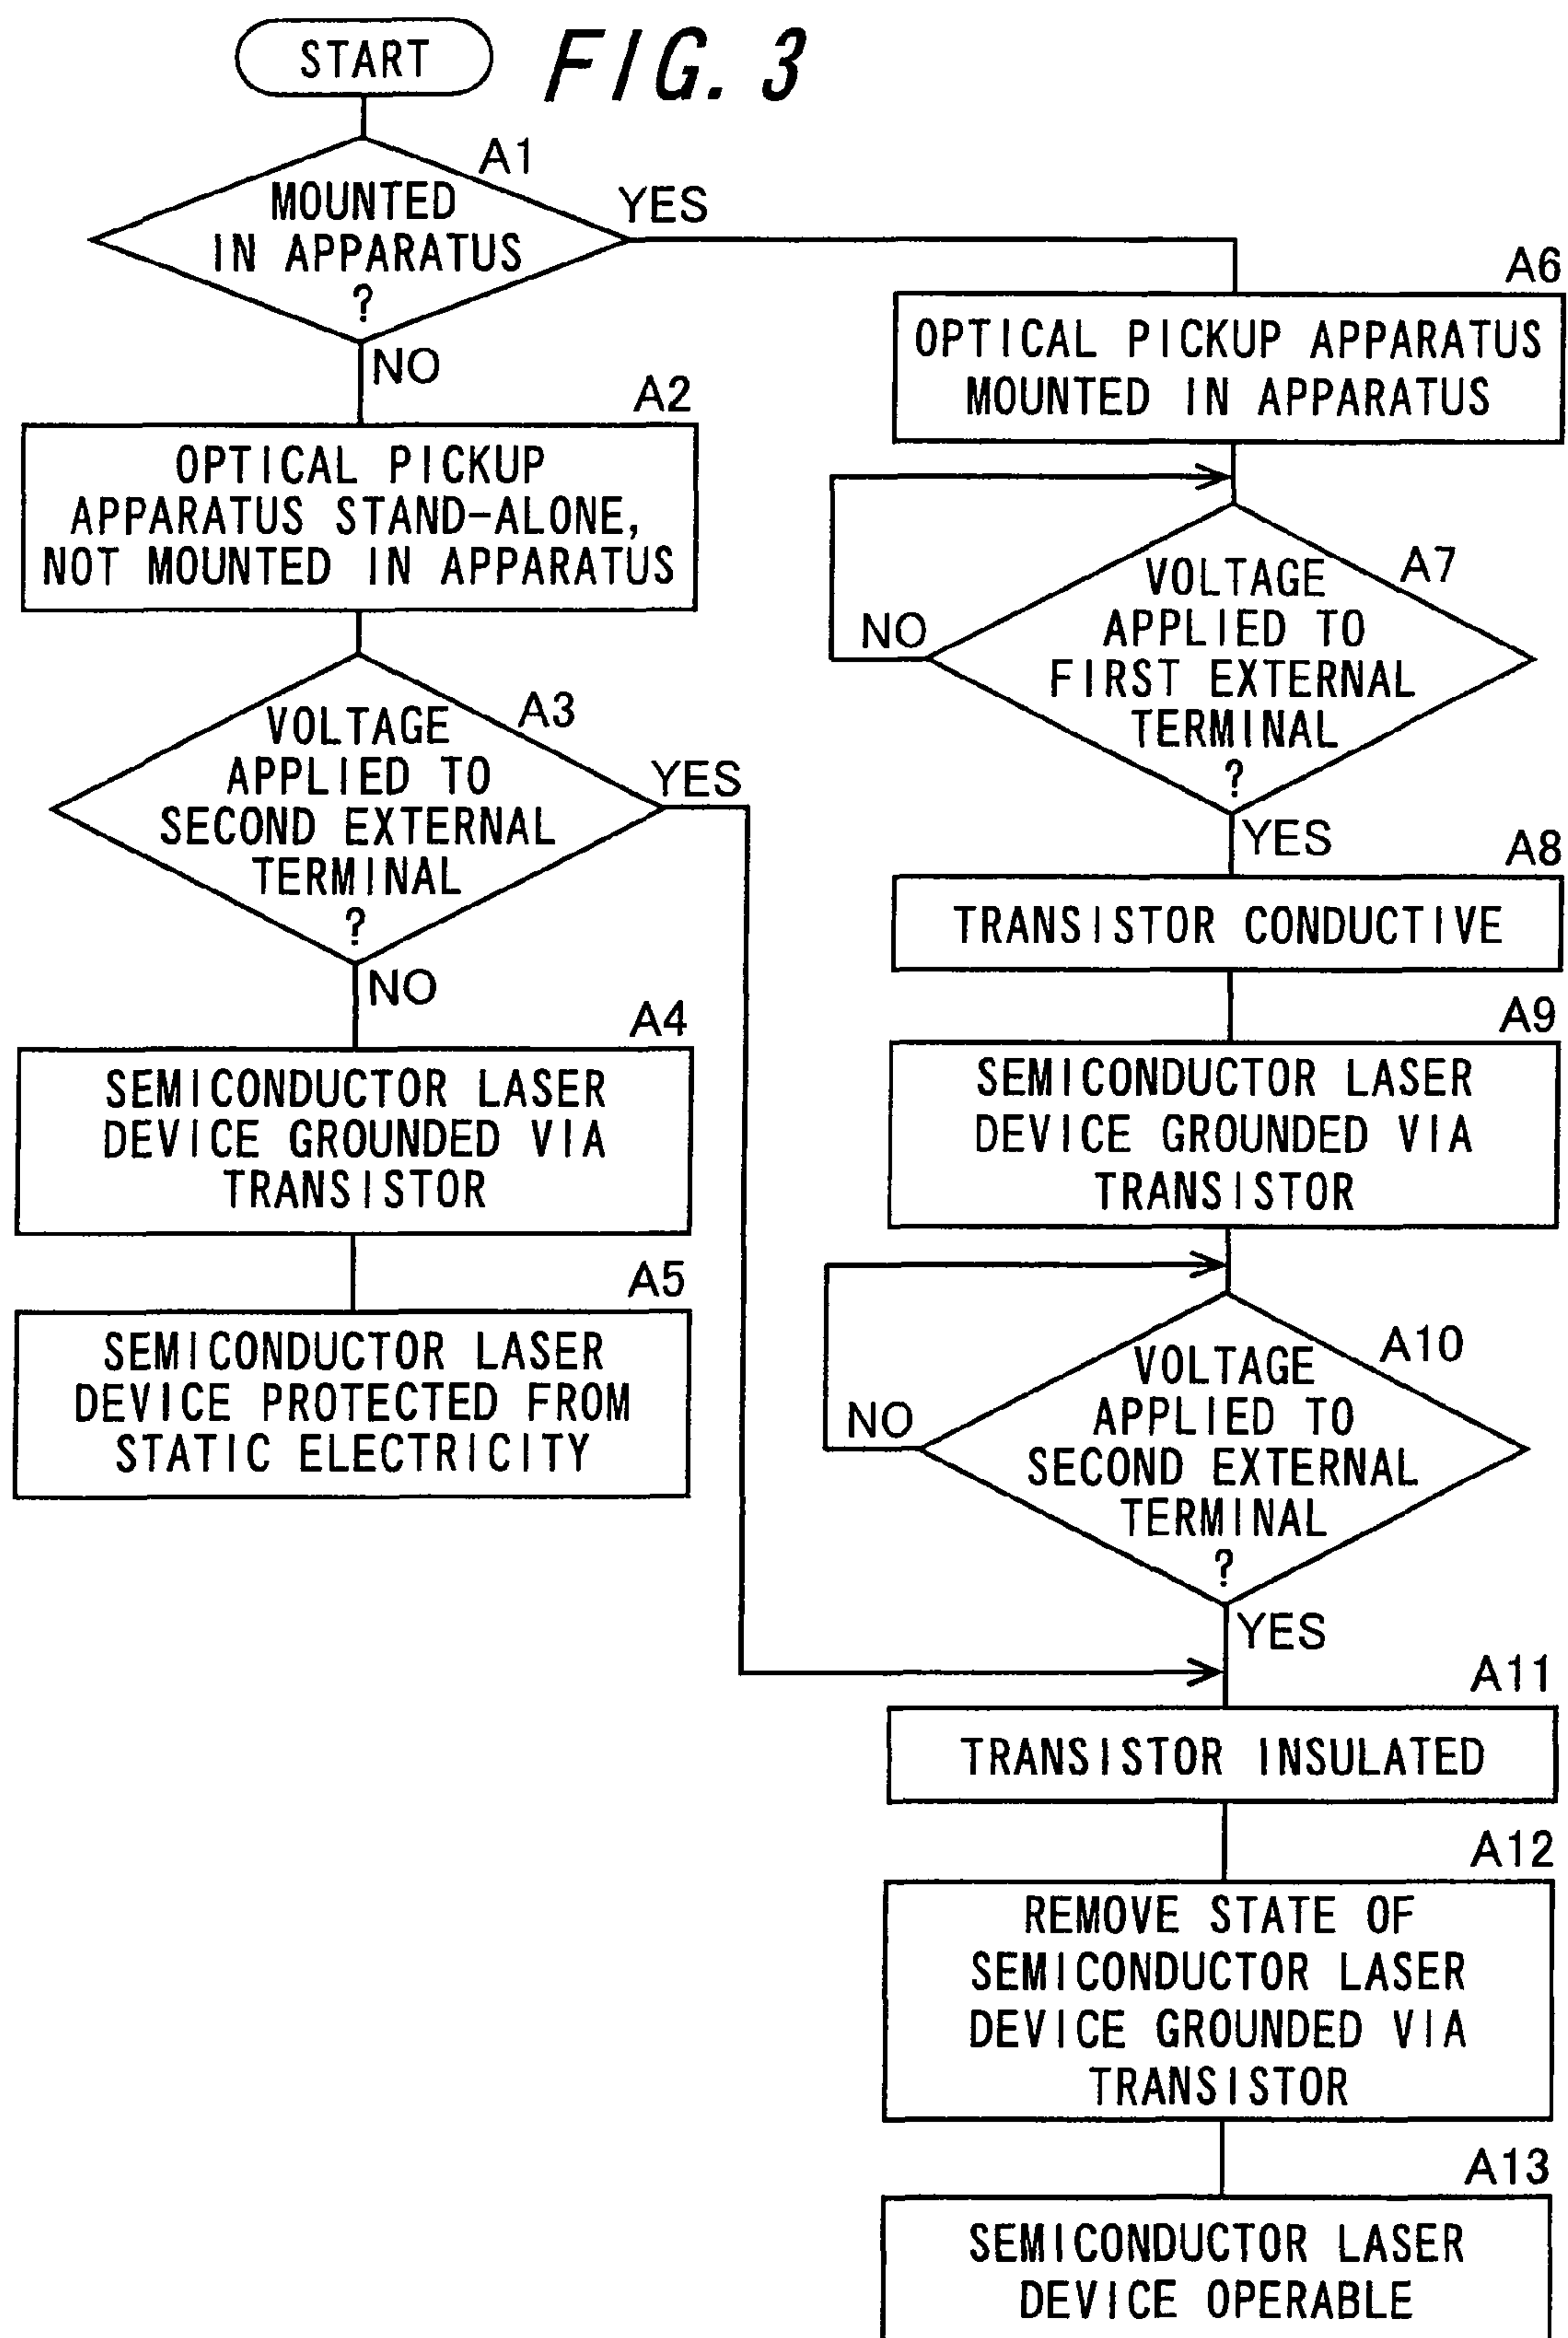 START
FIG. 3
A1
MOUNTED
IN APPARATUS
?
YES
NO
A2
OPTICAL PICKUP
APPARATUS STAND-ALONE,
NOT MOUNTED IN APPARATUS
A3
VOLTAGE
APPLIED TO
SECOND EXTERNAL
TERMINAL
?
YES
NO
A4
SEMICONDUCTOR LASER
DEVICE GROUNDED VIA
TRANSISTOR
A5
SEMICONDUCTOR LASER
DEVICE PROTECTED FROM
STATIC ELECTRICITY
A6
OPTICAL PICKUP APPARATUS
MOUNTED IN APPARATUS
A7
VOLTAGE
APPLIED TO
FIRST EXTERNAL
TERMINAL
?
NO
YES
A8
TRANSISTOR CONDUCTIVE
A9
SEMICONDUCTOR LASER
DEVICE GROUNDED VIA
TRANSISTOR
A10
VOLTAGE
APPLIED TO
SECOND EXTERNAL
TERMINAL
?
NO
YES
A11
TRANSISTOR INSULATED
A12
REMOVE STATE OF
SEMICONDUCTOR LASER
DEVICE GROUNDED VIA
TRANSISTOR
A13
SEMICONDUCTOR LASER
DEVICE OPERABLE